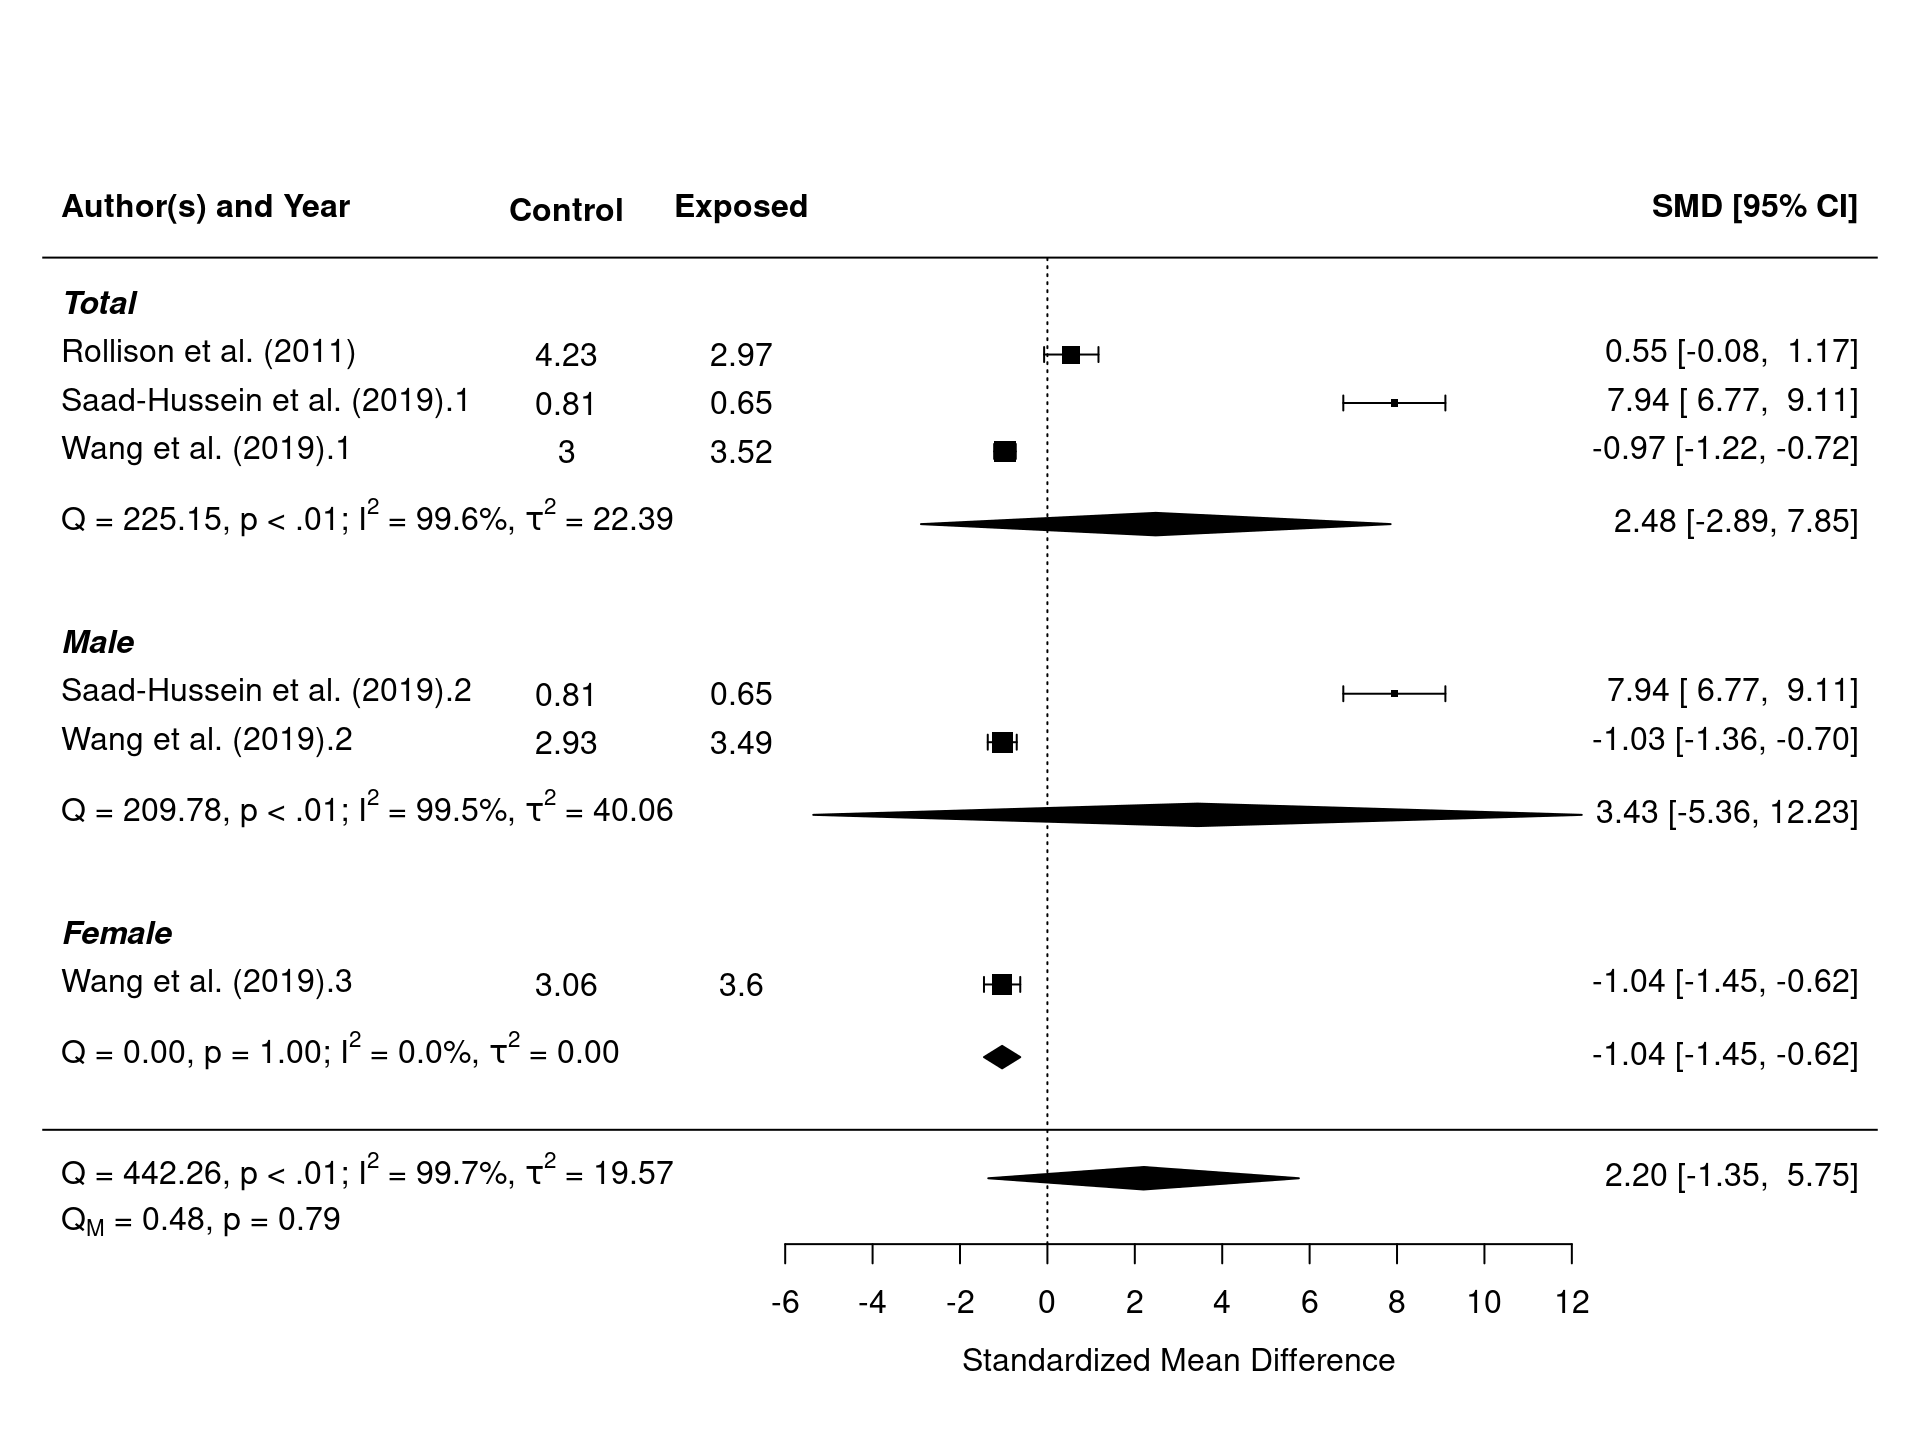 Author(s) and Year Control Exposed SMD [95% CI]
Total
Rollison et al. (2011) 4.23 2.97 0.55 [-0.08, 1.17]
Saad-Hussein et al. (2019).1 0.81 0.65 7.94 [ 6.77, 9.11]
Wang et al. (2019).1 3 3.52 -0.97 [-1.22, -0.72]
Q = 225.15, p < .01; I² = 99.6%, τ² = 22.39 2.48 [-2.89, 7.85]
Male
Saad-Hussein et al. (2019).2 0.81 0.65 7.94 [ 6.77, 9.11]
Wang et al. (2019).2 2.93 3.49 -1.03 [-1.36, -0.70]
Q = 209.78, p < .01; I² = 99.5%, τ² = 40.06 3.43 [-5.36, 12.23]
Female
Wang et al. (2019).3 3.06 3.6 -1.04 [-1.45, -0.62]
Q = 0.00, p = 1.00; I² = 0.0%, τ² = 0.00 -1.04 [-1.45, -0.62]
Q = 442.26, p < .01; I² = 99.7%, τ² = 19.57 2.20 [-1.35, 5.75]
Q_M = 0.48, p = 0.79
-6 -4 -2 0 2 4 6 8 10 12
Standardized Mean Difference